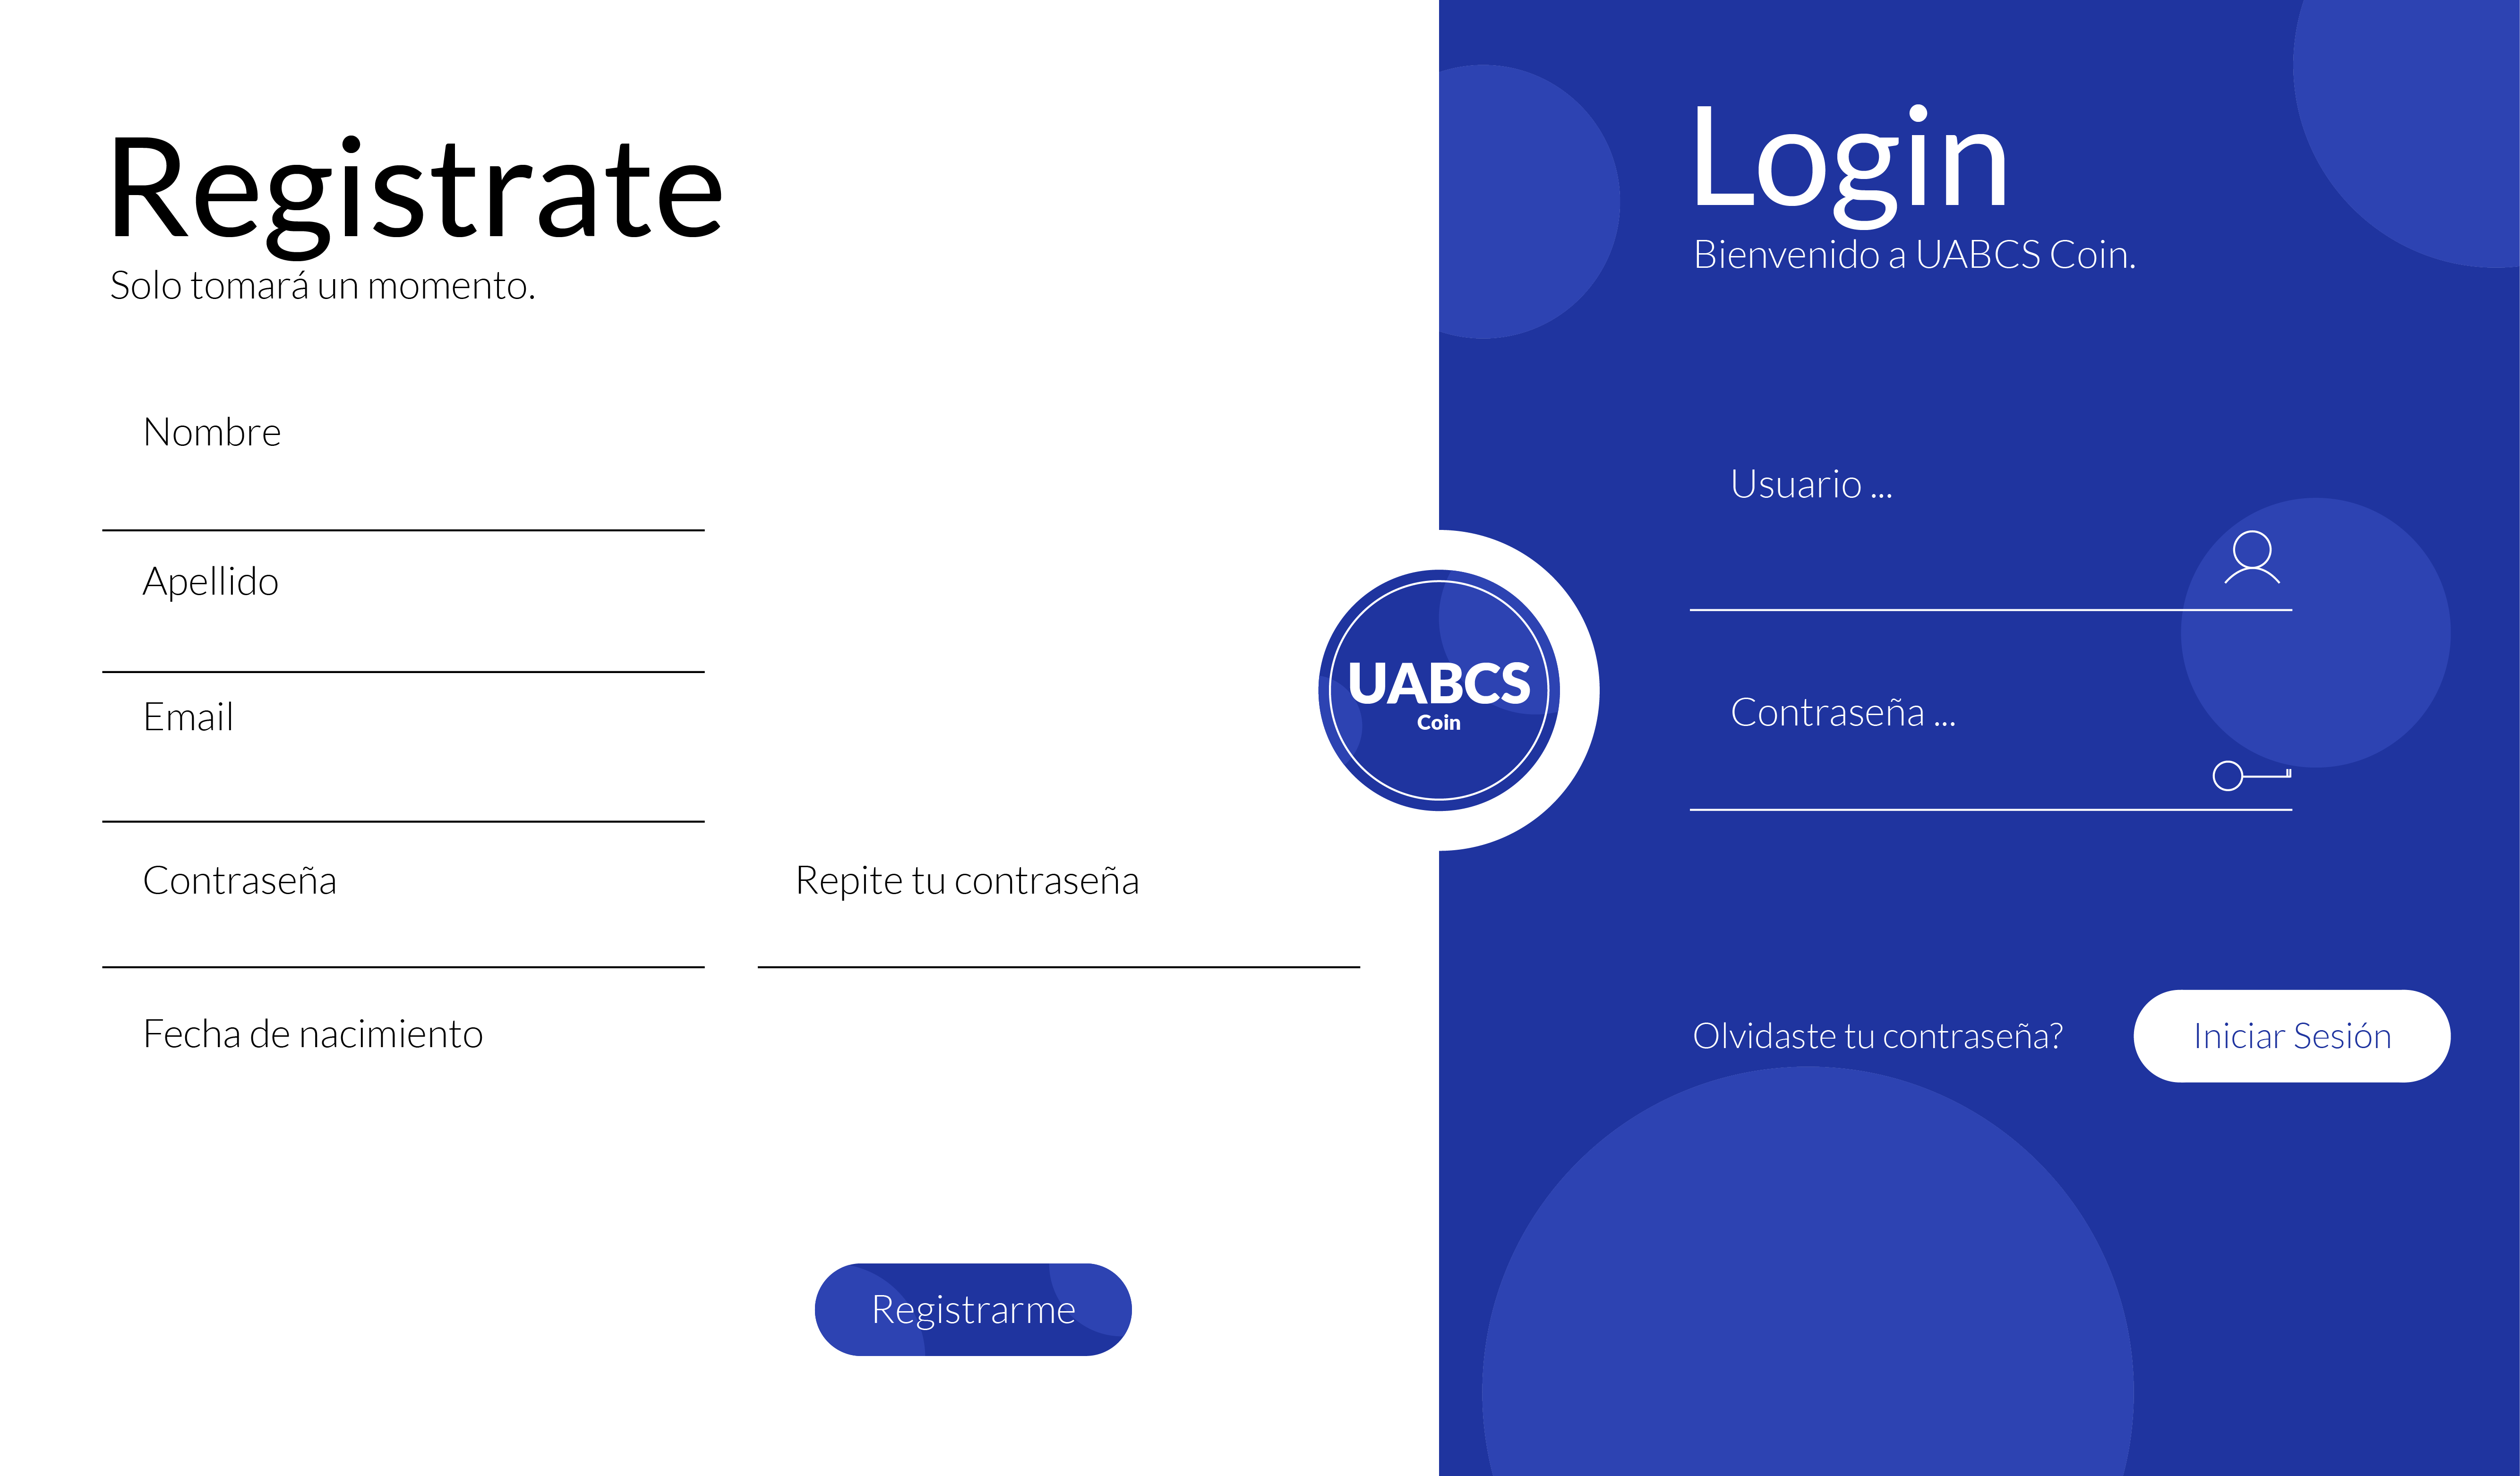 Registrate
Solo tomará un momento.
Nombre
Apellido
Email
Contraseña
Repite tu contraseña
Fecha de nacimiento
Registrarme
UABCS
Coin
Login
Bienvenido a UABCS Coin.
Usuario ...
Contraseña ...
Olvidaste tu contraseña?
Iniciar Sesión